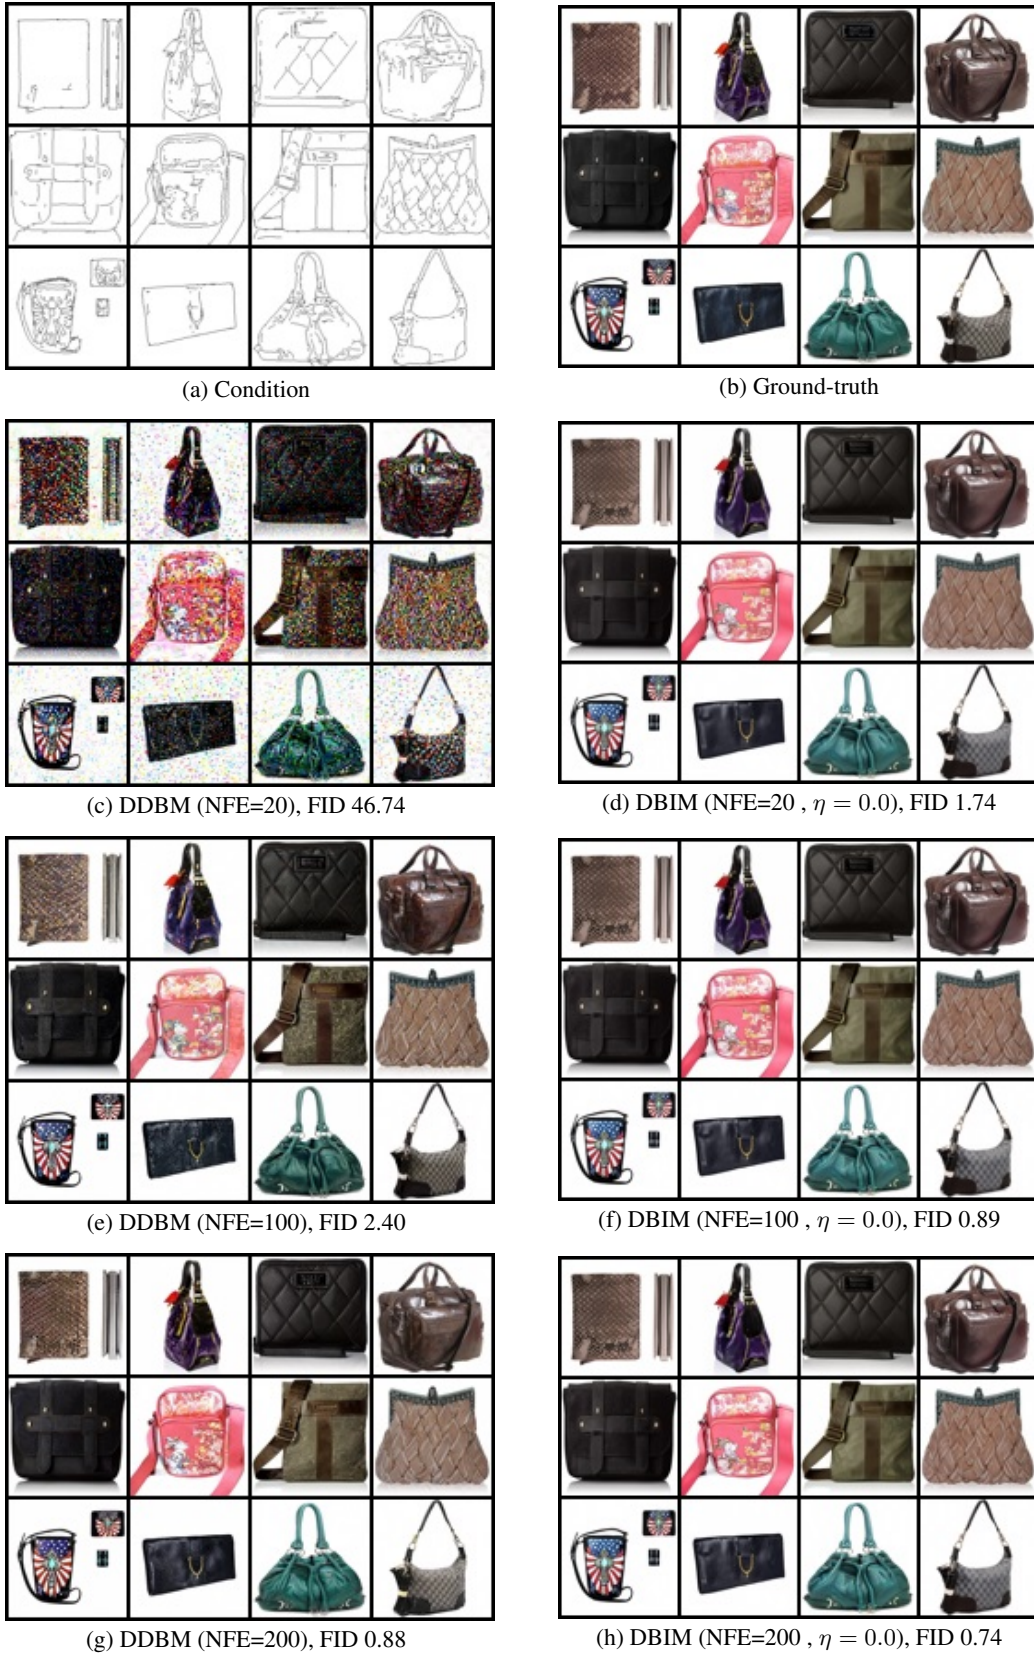 (a) Condition
(b) Ground-truth
(c) DDBM (NFE=20), FID 46.74
(d) DBIM (NFE=20 , η = 0.0), FID 1.74
(e) DDBM (NFE=100), FID 2.40
(f) DBIM (NFE=100 , η = 0.0), FID 0.89
(g) DDBM (NFE=200), FID 0.88
(h) DBIM (NFE=200 , η = 0.0), FID 0.74